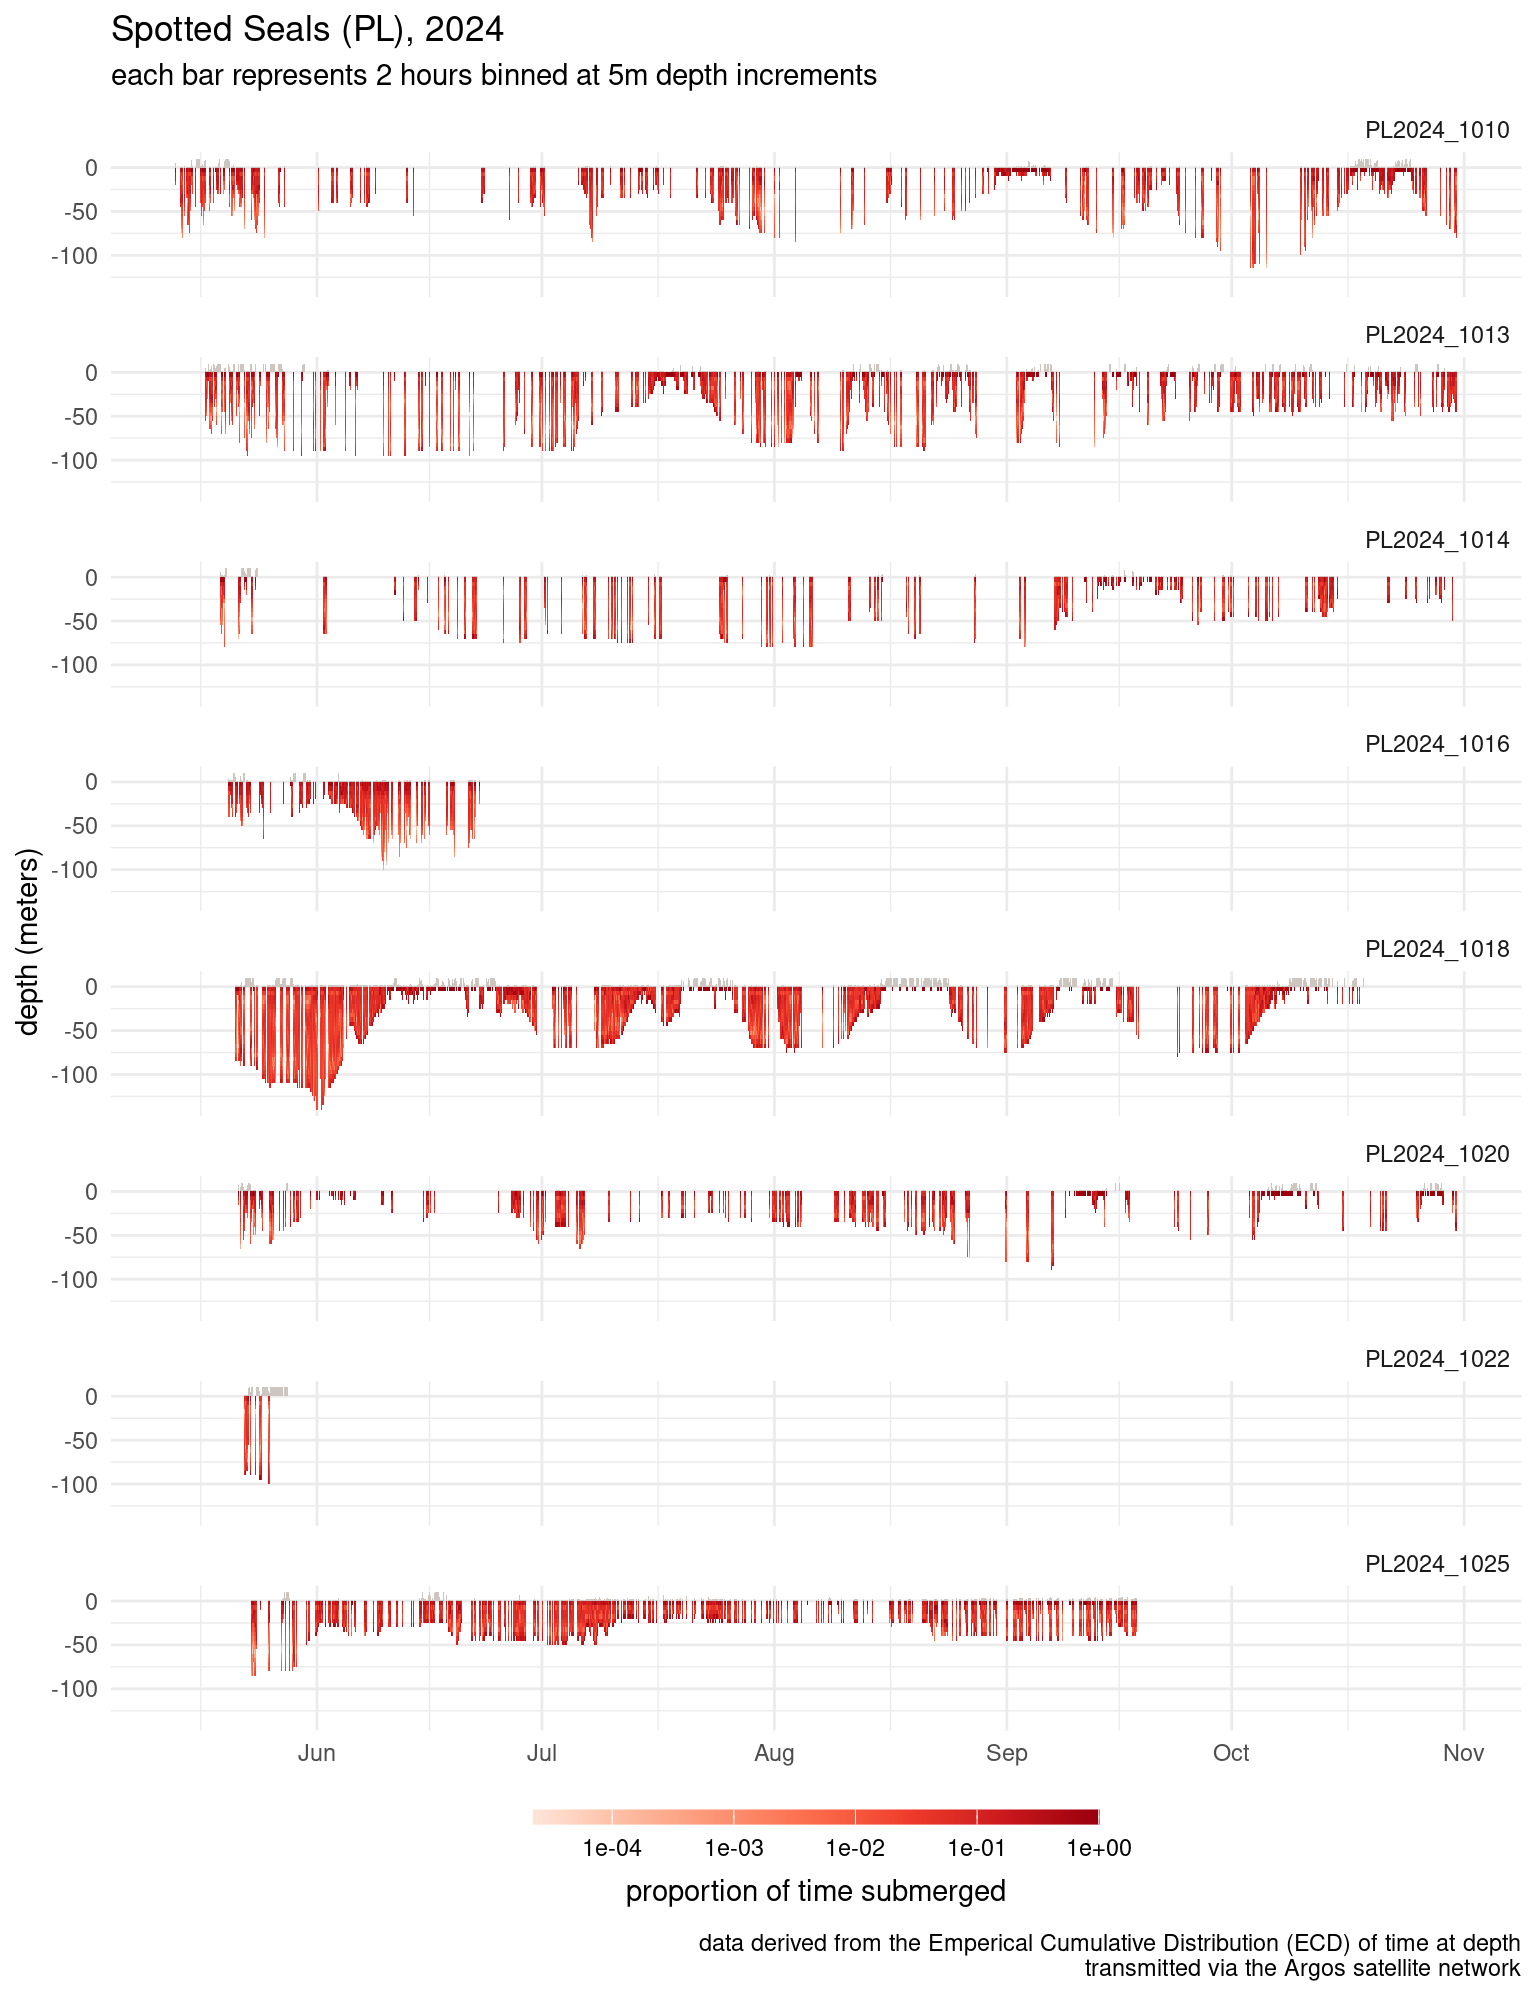 Spotted Seals (PL), 2024
each bar represents 2 hours binned at 5m depth increments
PL2024_1010
0
-50
-100
PL2024_1013
0
-50
-100
PL2024_1014
0
-50
-100
PL2024_1016
0
-50
-100
depth (meters)
PL2024_1018
0
-50
-100
PL2024_1020
0
-50
-100
PL2024_1022
0
-50
-100
PL2024_1025
0
-50
-100
Jun Jul Aug Sep Oct Nov
1e-04 1e-03 1e-02 1e-01 1e+00
proportion of time submerged
data derived from the Emperical Cumulative Distribution (ECD) of time at depth
transmitted via the Argos satellite network